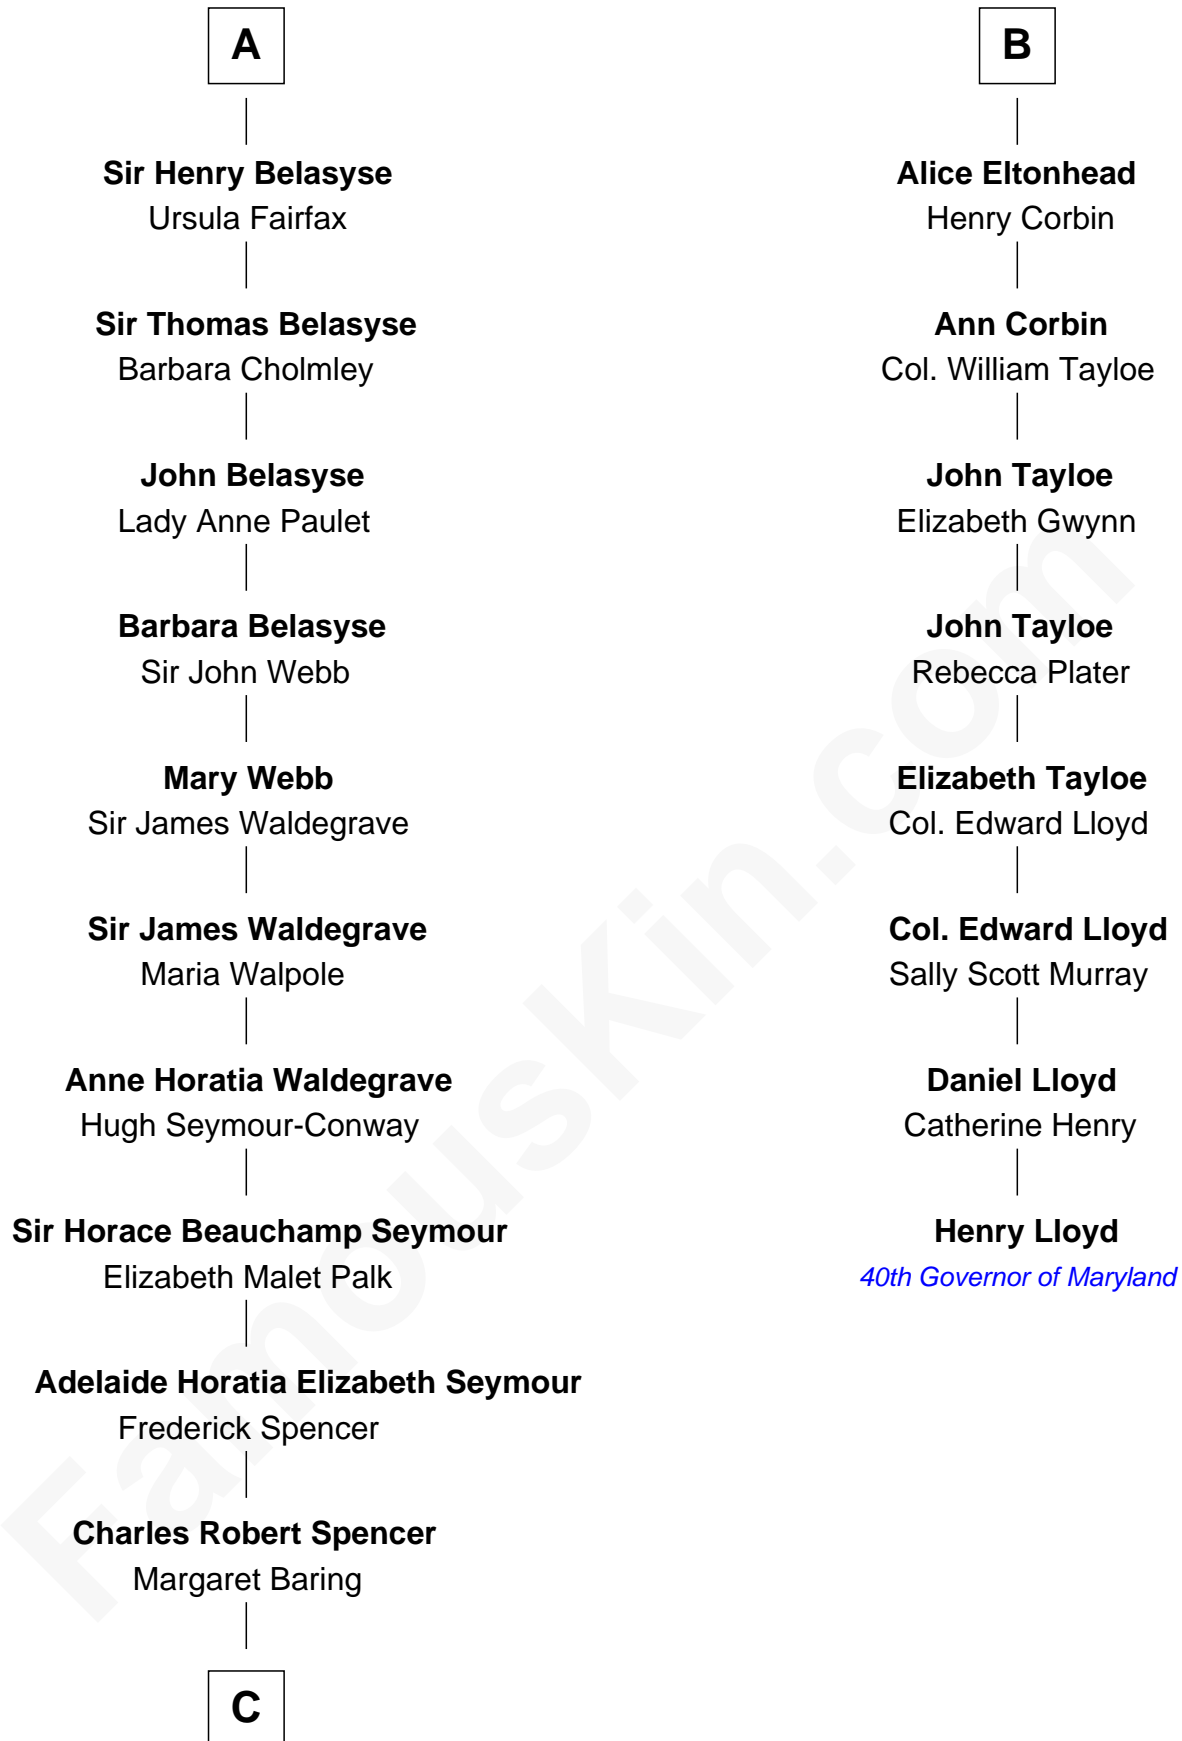 A
Sir Henry Belasyse
Ursula Fairfax
Sir Thomas Belasyse
Barbara Cholmley
John Belasyse
Lady Anne Paulet
Barbara Belasyse
Sir John Webb
Mary Webb
Sir James Waldegrave
Sir James Waldegrave
Maria Walpole
Anne Horatia Waldegrave
Hugh Seymour-Conway
Sir Horace Beauchamp Seymour
Elizabeth Malet Palk
Adelaide Horatia Elizabeth Seymour
Frederick Spencer
Charles Robert Spencer
Margaret Baring
C
B
Alice Eltonhead
Henry Corbin
Ann Corbin
Col. William Tayloe
John Tayloe
Elizabeth Gwynn
John Tayloe
Rebecca Plater
Elizabeth Tayloe
Col. Edward Lloyd
Col. Edward Lloyd
Sally Scott Murray
Daniel Lloyd
Catherine Henry
Henry Lloyd
40th Governor of Maryland
FamousKin.com